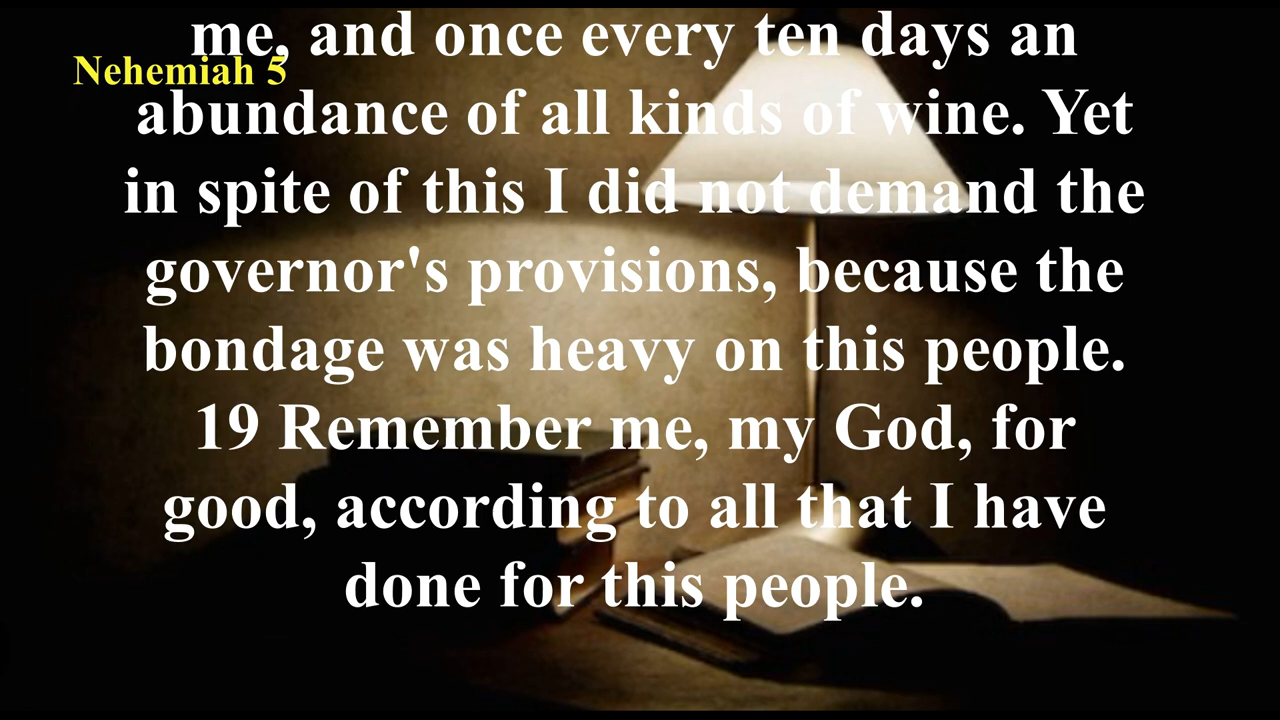 me, and once every ten days an
Nehemiah 5
abundance of all kinds of wine. Yet
in spite of this I did not demand the
governor's provisions, because the
bondage was heavy on this people.
19 Remember me, my God, for
good, according to all that I have
done for this people.